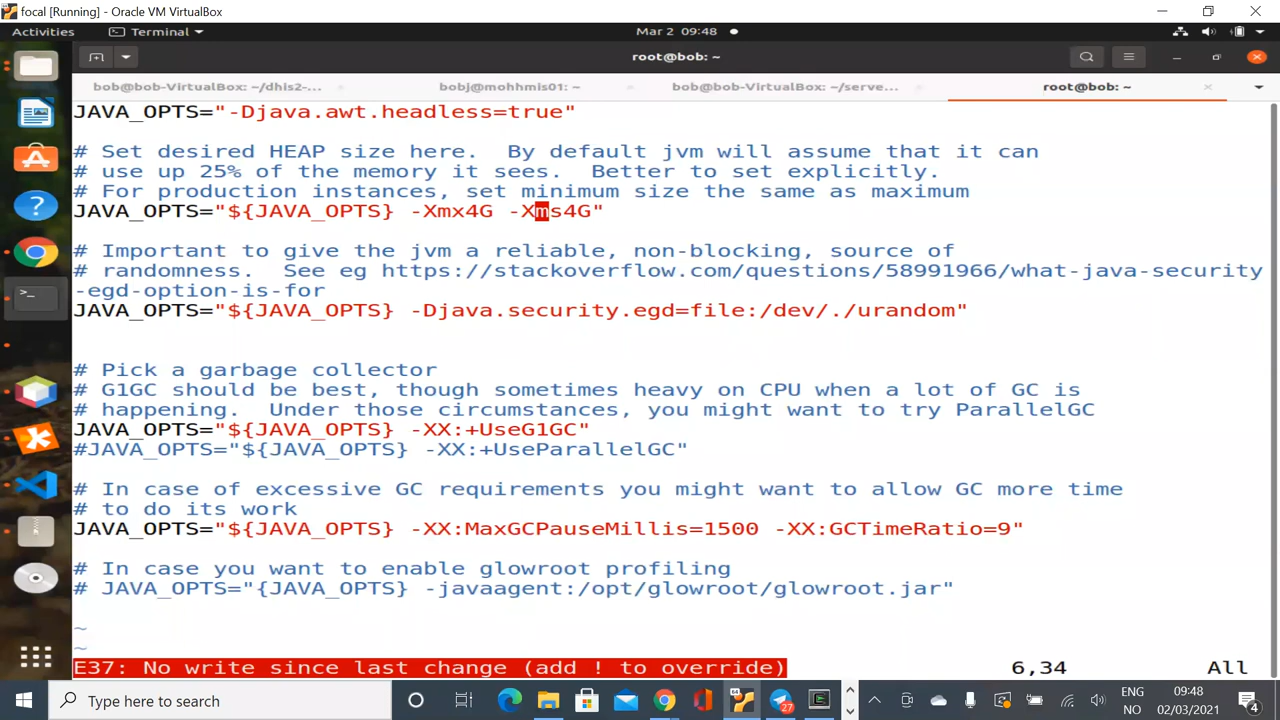 focal [Running] - Oracle VM VirtualBox
Activities Terminal Mar 2 09:48
root@bob: ~
bob@bob-VirtualBox: ~/dhis2-... bobj@mohhmis01: ~ bob@bob-VirtualBox: ~/serve... root@bob: ~
JAVA_OPTS="-Djava.awt.headless=true"
# Set desired HEAP size here.  By default jvm will assume that it can
# use up 25% of the memory it sees.  Better to set explicitly.
# For production instances, set minimum size the same as maximum
JAVA_OPTS="${JAVA_OPTS} -Xmx4G -Xms4G"
# Important to give the jvm a reliable, non-blocking, source of
# randomness.  See eg https://stackoverflow.com/questions/58991966/what-java-security
-egd-option-is-for
JAVA_OPTS="${JAVA_OPTS} -Djava.security.egd=file:/dev/./urandom"
# Pick a garbage collector
# G1GC should be best, though sometimes heavy on CPU when a lot of GC is
# happening.  Under those circumstances, you might want to try ParallelGC
JAVA_OPTS="${JAVA_OPTS} -XX:+UseG1GC"
#JAVA_OPTS="${JAVA_OPTS} -XX:+UseParallelGC"
# In case of excessive GC requirements you might want to allow GC more time
# to do its work
JAVA_OPTS="${JAVA_OPTS} -XX:MaxGCPauseMillis=1500 -XX:GCTimeRatio=9"
# In case you want to enable glowroot profiling
# JAVA_OPTS="{JAVA_OPTS} -javaagent:/opt/glowroot/glowroot.jar"
~
~
E37: No write since last change (add ! to override) 6,34 All
Type here to search 27 ENG 09:48
NO 02/03/2021 4